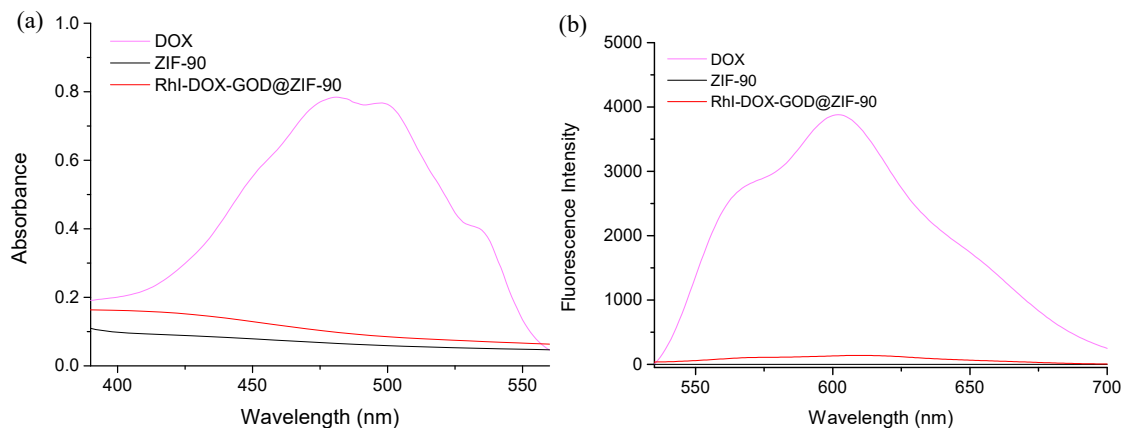 (a)
1.0
0.8
0.6
0.4
0.2
0.0
Absorbance
DOX
ZIF-90
RhI-DOX-GOD@ZIF-90
400
450
500
550
Wavelength (nm)
(b)
5000
4000
3000
2000
1000
0
Fluorescence Intensity
DOX
ZIF-90
RhI-DOX-GOD@ZIF-90
550
600
650
700
Wavelength (nm)